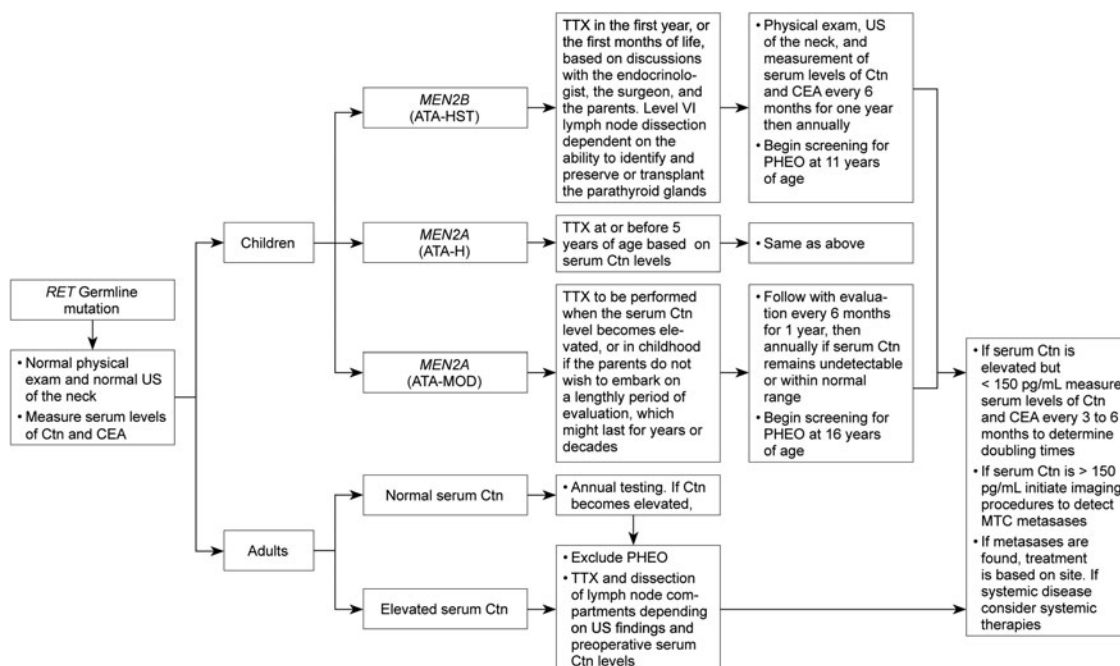 RET Germline
mutation
• Normal physical
exam and normal US
of the neck
• Measure serum levels
of Ctn and CEA
Children
Adults
MEN2B
(ATA-HST)
TTX in the first year, or
the first months of life,
based on discussions
with the endocrinolo-
gist, the surgeon, and
the parents. Level VI
lymph node dissection
dependent on the
ability to identify and
preserve or transplant
the parathyroid glands
• Physical exam, US
of the neck, and
measurement of
serum levels of Ctn
and CEA every 6
months for one year
then annually
• Begin screening for
PHEO at 11 years
of age
MEN2A
(ATA-H)
TTX at or before 5
years of age based on
serum Ctn levels
• Same as above
MEN2A
(ATA-MOD)
TTX to be performed
when the serum Ctn
level becomes ele-
vated, or in childhood
if the parents do not
wish to embark on
a lengthly period of
evaluation, which
might last for years or
decades
• Follow with evalua-
tion every 6 months
for 1 year, then
annually if serum Ctn
remains undetectable
or within normal
range
• Begin screening for
PHEO at 16 years
of age
Normal serum Ctn
• Annual testing. If Ctn
becomes elevated,
Elevated serum Ctn
• Exclude PHEO
• TTX and dissection
of lymph node com-
partments depending
on US findings and
preoperative serum
Ctn levels
• If serum Ctn is
elevated but
< 150 pg/mL measure
serum levels of Ctn
and CEA every 3 to 6
months to determine
doubling times
• If serum Ctn is > 150
pg/mL initiate imaging
procedures to detect
MTC metasases
• If metasases are
found, treatment
is based on site. If
systemic disease
consider systemic
therapies